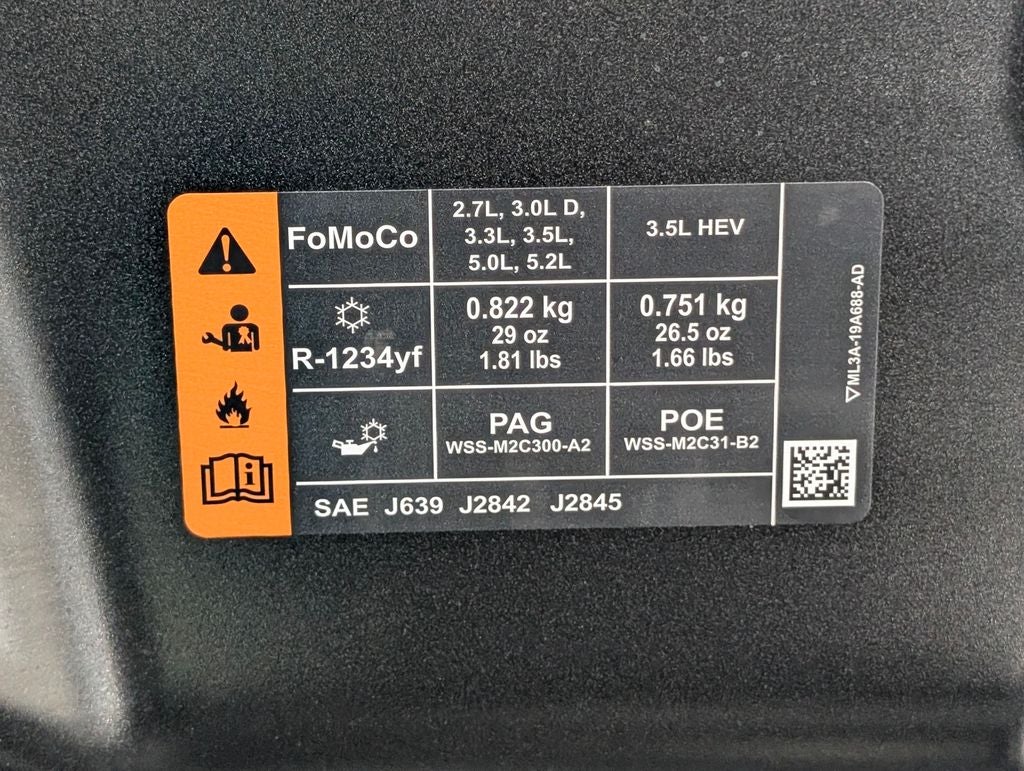 FoMoCo
2.7L, 3.0L D,
3.3L, 3.5L,
5.0L, 5.2L
3.5L HEV
R-1234yf
0.822 kg
29 oz
1.81 lbs
0.751 kg
26.5 oz
1.66 lbs
PAG
WSS-M2C300-A2
POE
WSS-M2C31-B2
SAE J639 J2842 J2845
ML3A-19A688-AD